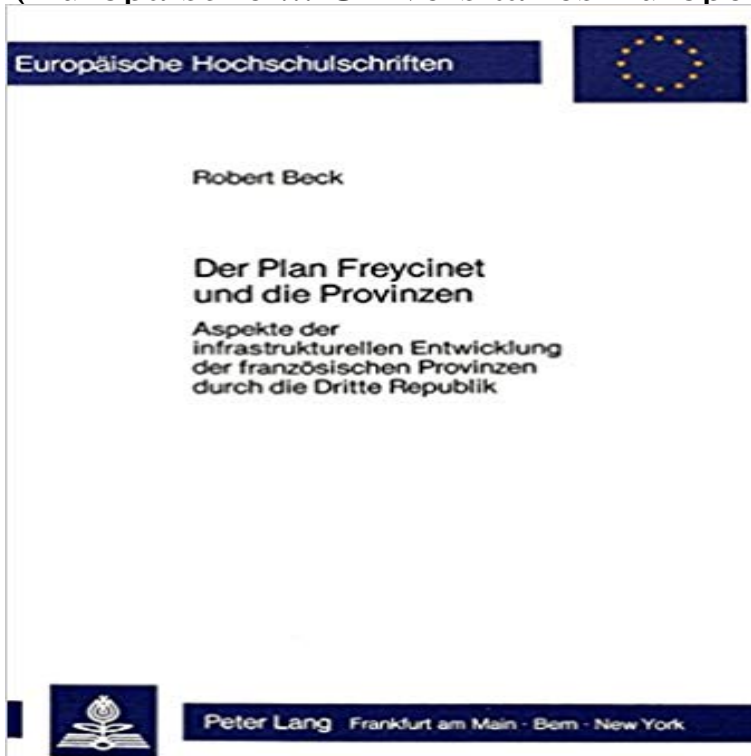 Europäische Hochschulschriften
Robert Beck
Der Plan Freycinet
und die Provinzen
Aspekte der
infrastrukturellen Entwicklung
der französischen Provinzen
durch die Dritte Republik
Peter Lang Frankfurt am Main · Bern · New York